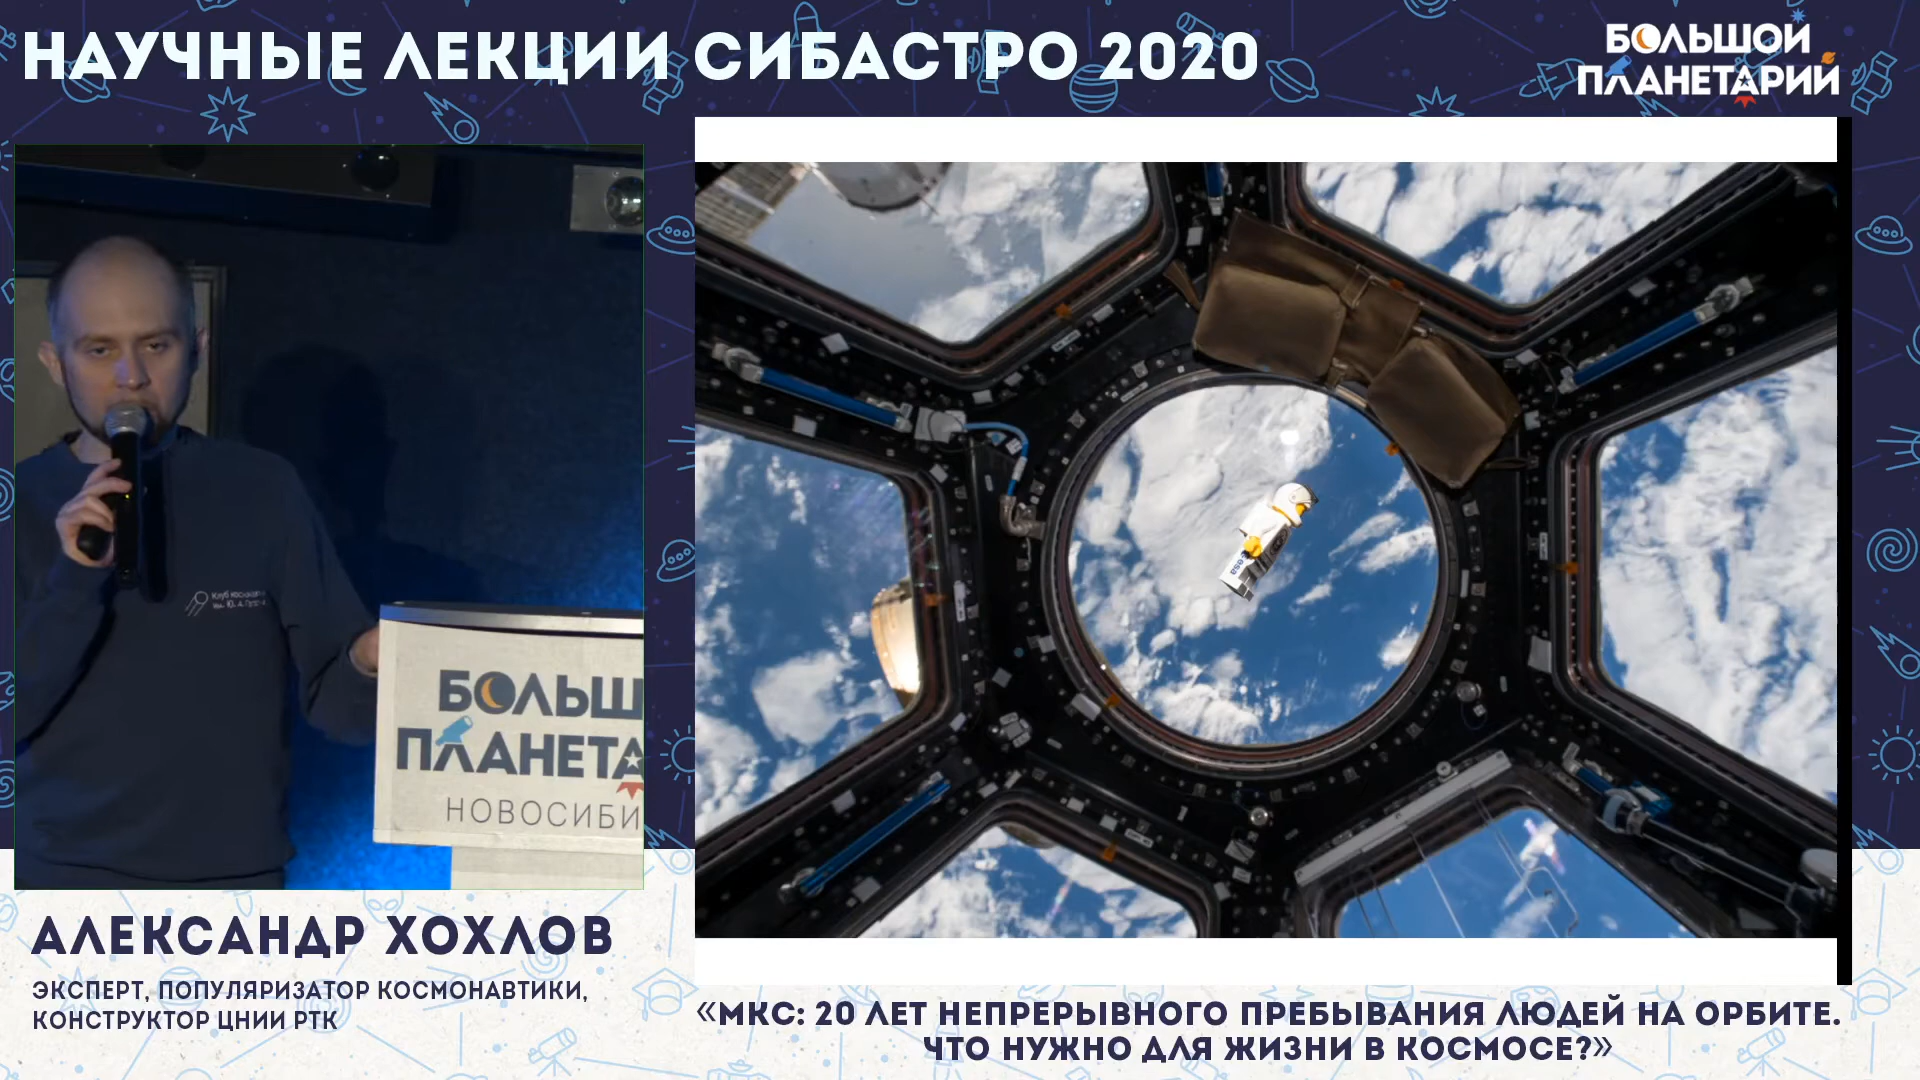 НАУЧНЫЕ ЛЕКЦИИ СИБАСТРО 2020
БОЛЬШОЙ
ПЛАНЕТАРИЙ
esa
БОЛЬШ
ПЛАНЕТА
НОВОСИБИ
АЛЕКСАНДР ХОХЛОВ
ЭКСПЕРТ, ПОПУЛЯРИЗАТОР КОСМОНАВТИКИ,
КОНСТРУКТОР ЦНИИ РТК
«МКС: 20 ЛЕТ НЕПРЕРЫВНОГО ПРЕБЫВАНИЯ ЛЮДЕЙ НА ОРБИТЕ.
ЧТО НУЖНО ДЛЯ ЖИЗНИ В КОСМОСЕ?»